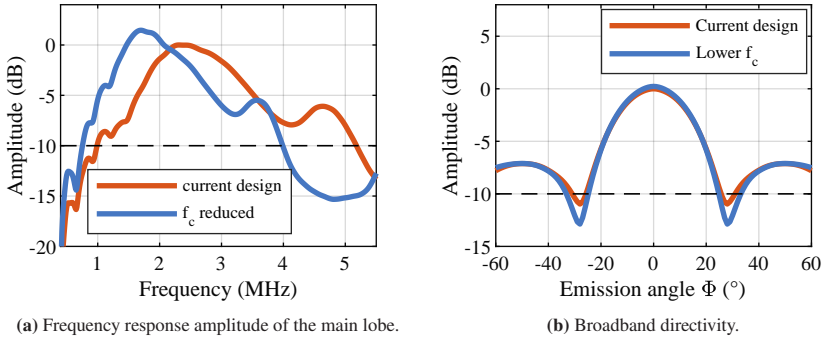 0
-5
-10
-15
-20
Amplitude (dB)
1 2 3 4 5
Frequency (MHz)
current design
f_c reduced
(a) Frequency response amplitude of the main lobe.
5
0
-5
-10
-15
Amplitude (dB)
-60 -40 -20 0 20 40 60
Emission angle Φ (°)
Current design
Lower f_c
(b) Broadband directivity.